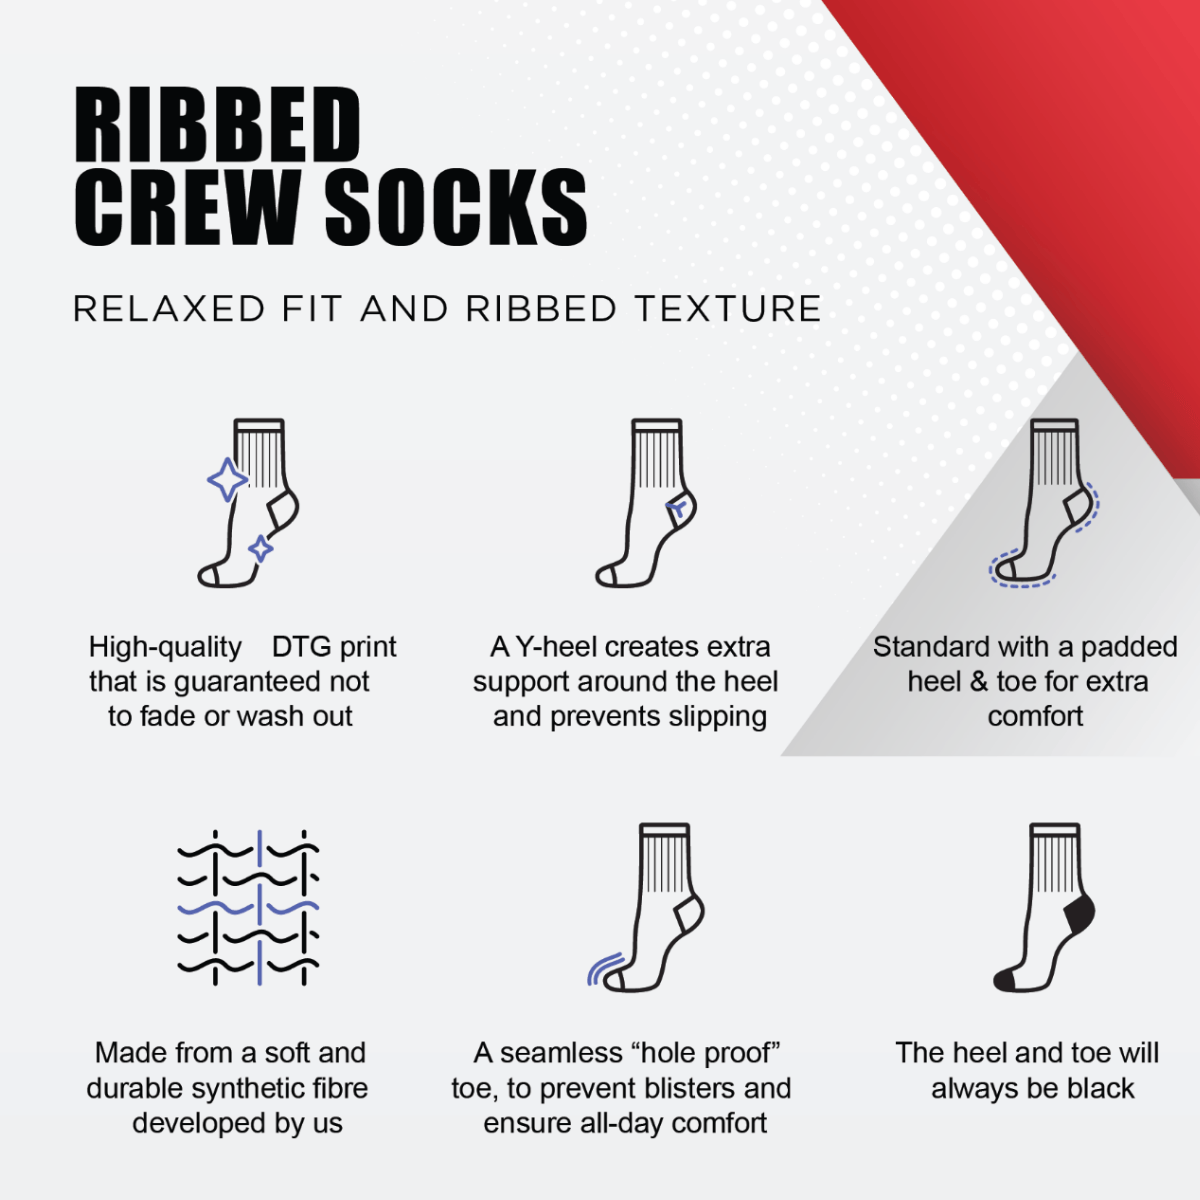 RIBBED
CREW SOCKS
RELAXED FIT AND RIBBED TEXTURE
High-quality DTG print
that is guaranteed not
to fade or wash out
A Y-heel creates extra
support around the heel
and prevents slipping
Standard with a padded
heel & toe for extra
comfort
Made from a soft and
durable synthetic fibre
developed by us
A seamless “hole proof”
toe, to prevent blisters and
ensure all-day comfort
The heel and toe will
always be black